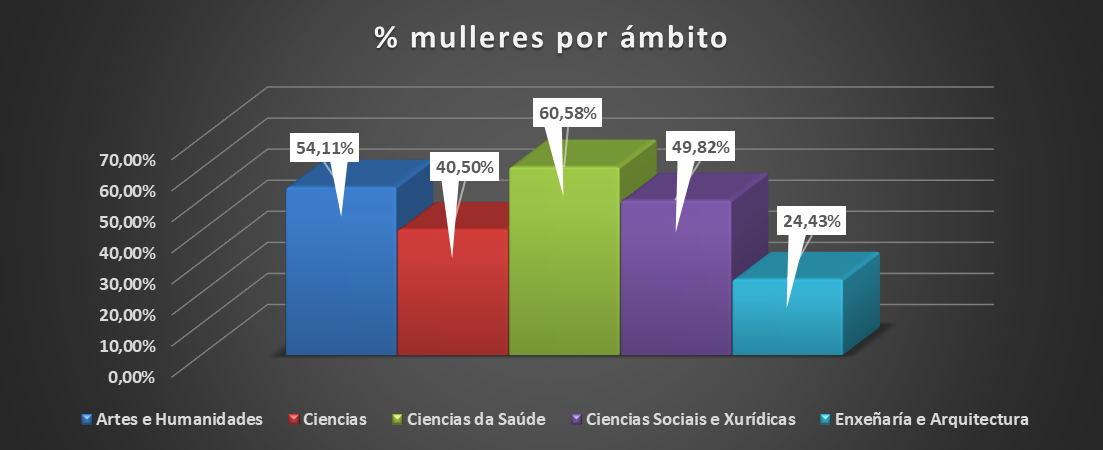 % mulleres por ámbito
70,00%
60,00%
50,00%
40,00%
30,00%
20,00%
10,00%
0,00%
54,11%
40,50%
60,58%
49,82%
24,43%
Artes e Humanidades
Ciencias
Ciencias da Saúde
Ciencias Sociais e Xurídicas
Enxeñaría e Arquitectura